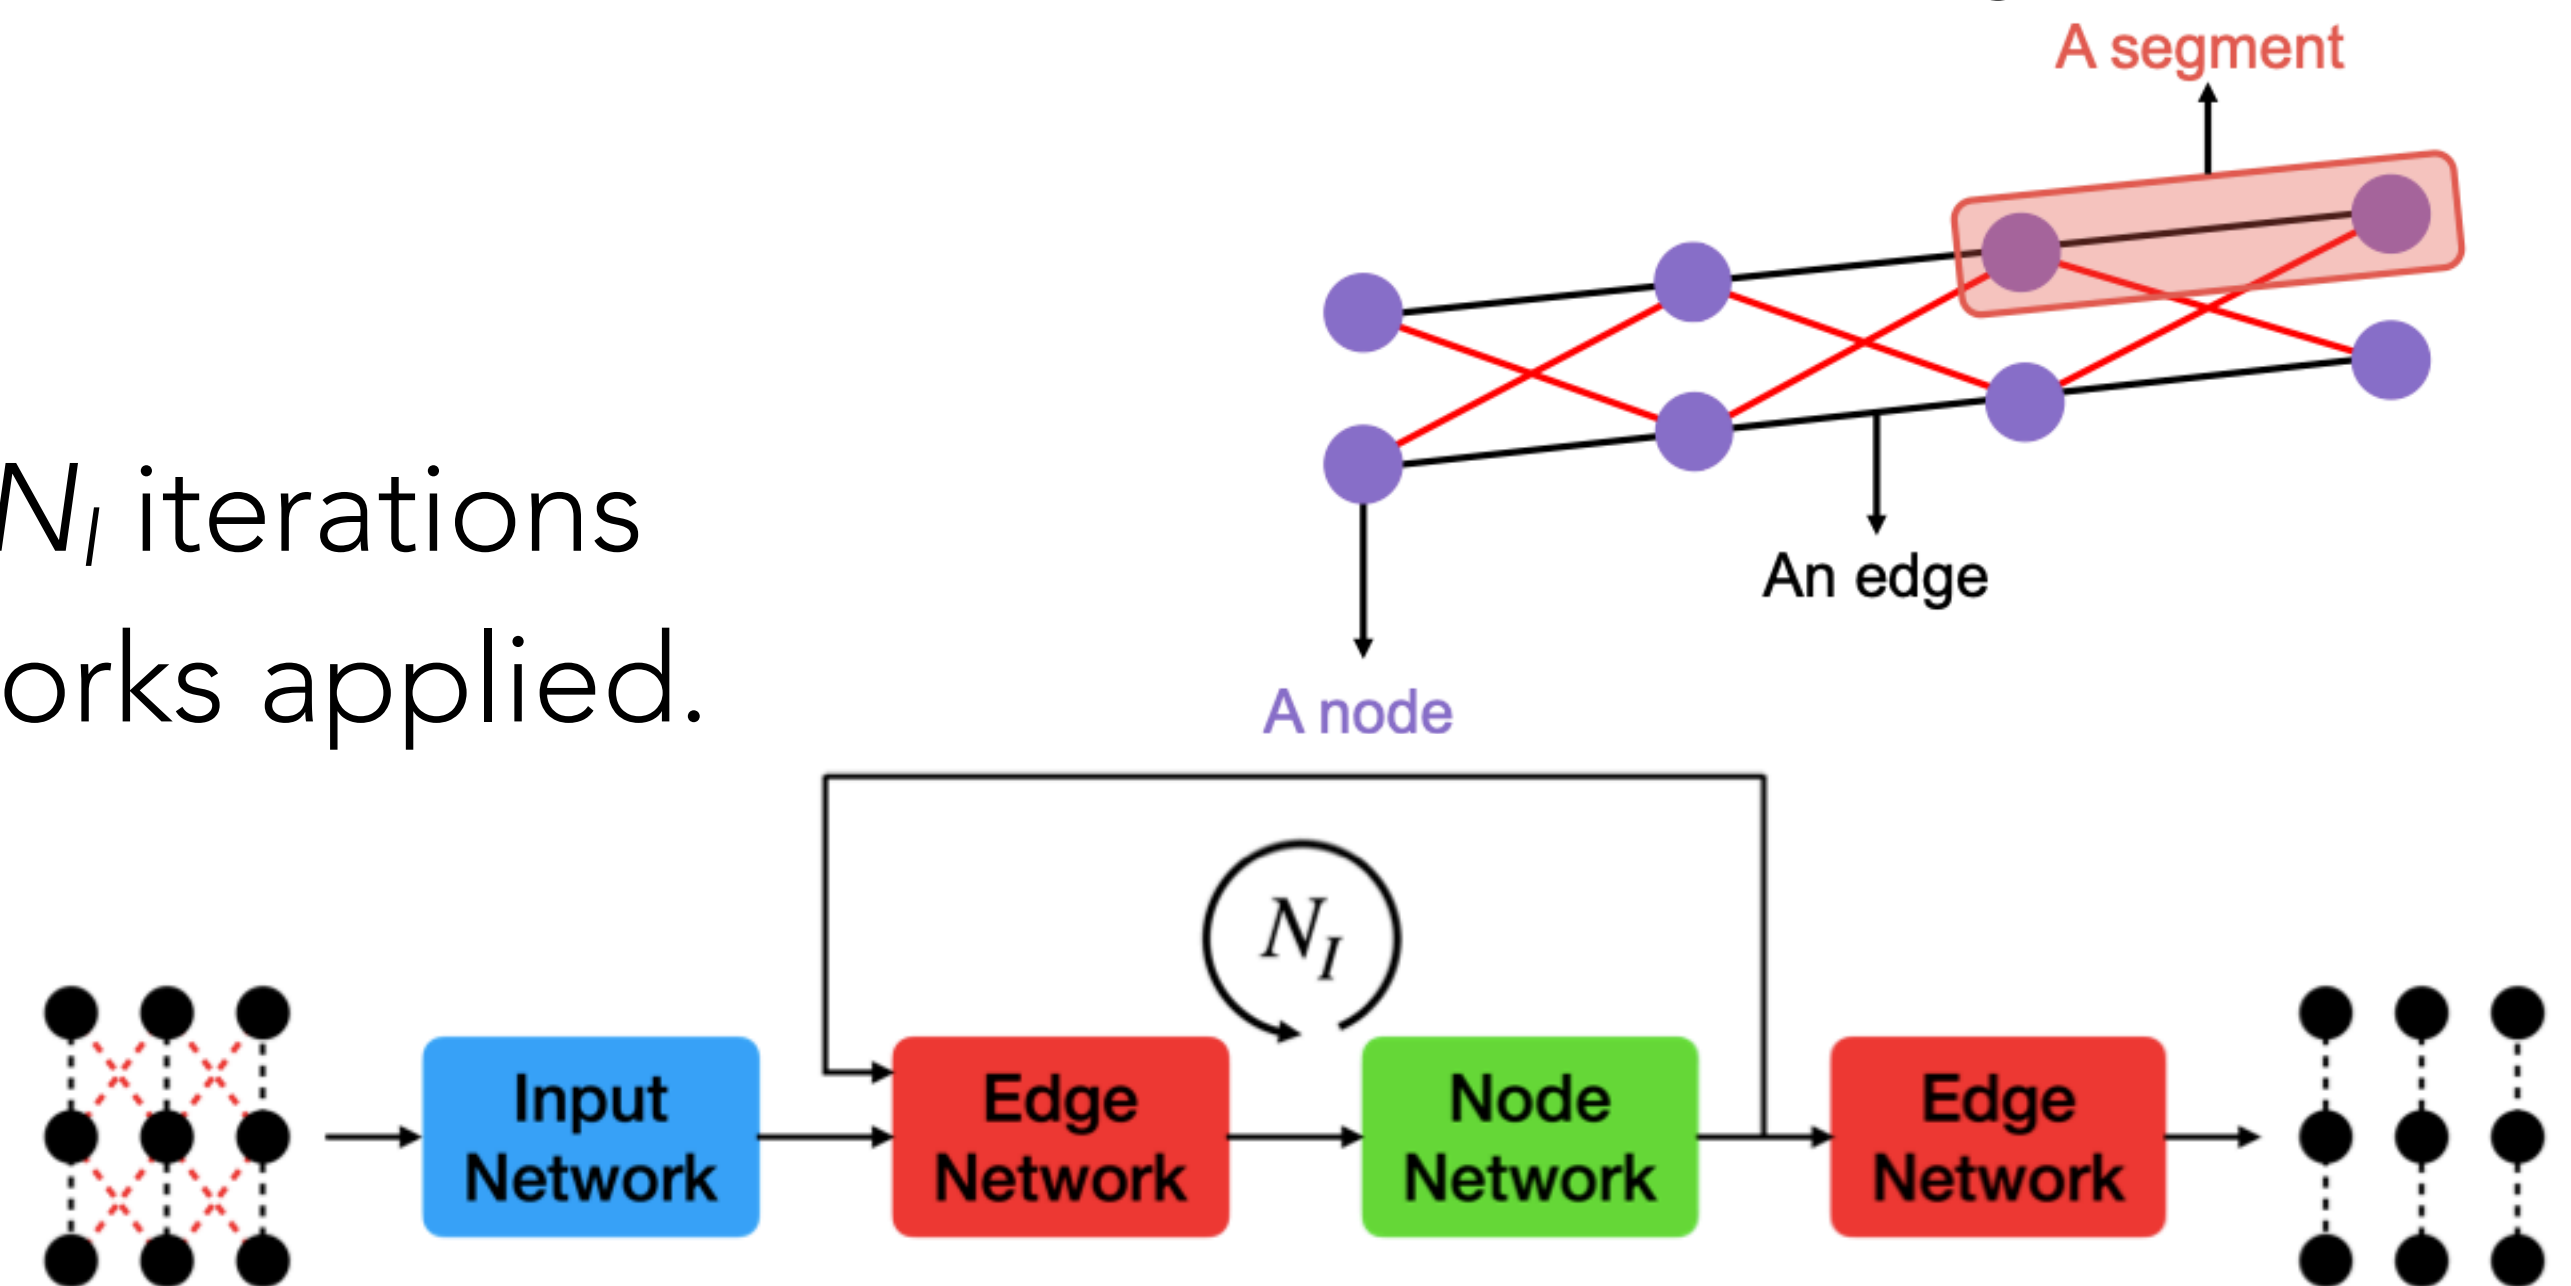 A segment
N_I iterations
An edge
orks applied.
A node
N_I
Input
Network
Edge
Network
Node
Network
Edge
Network